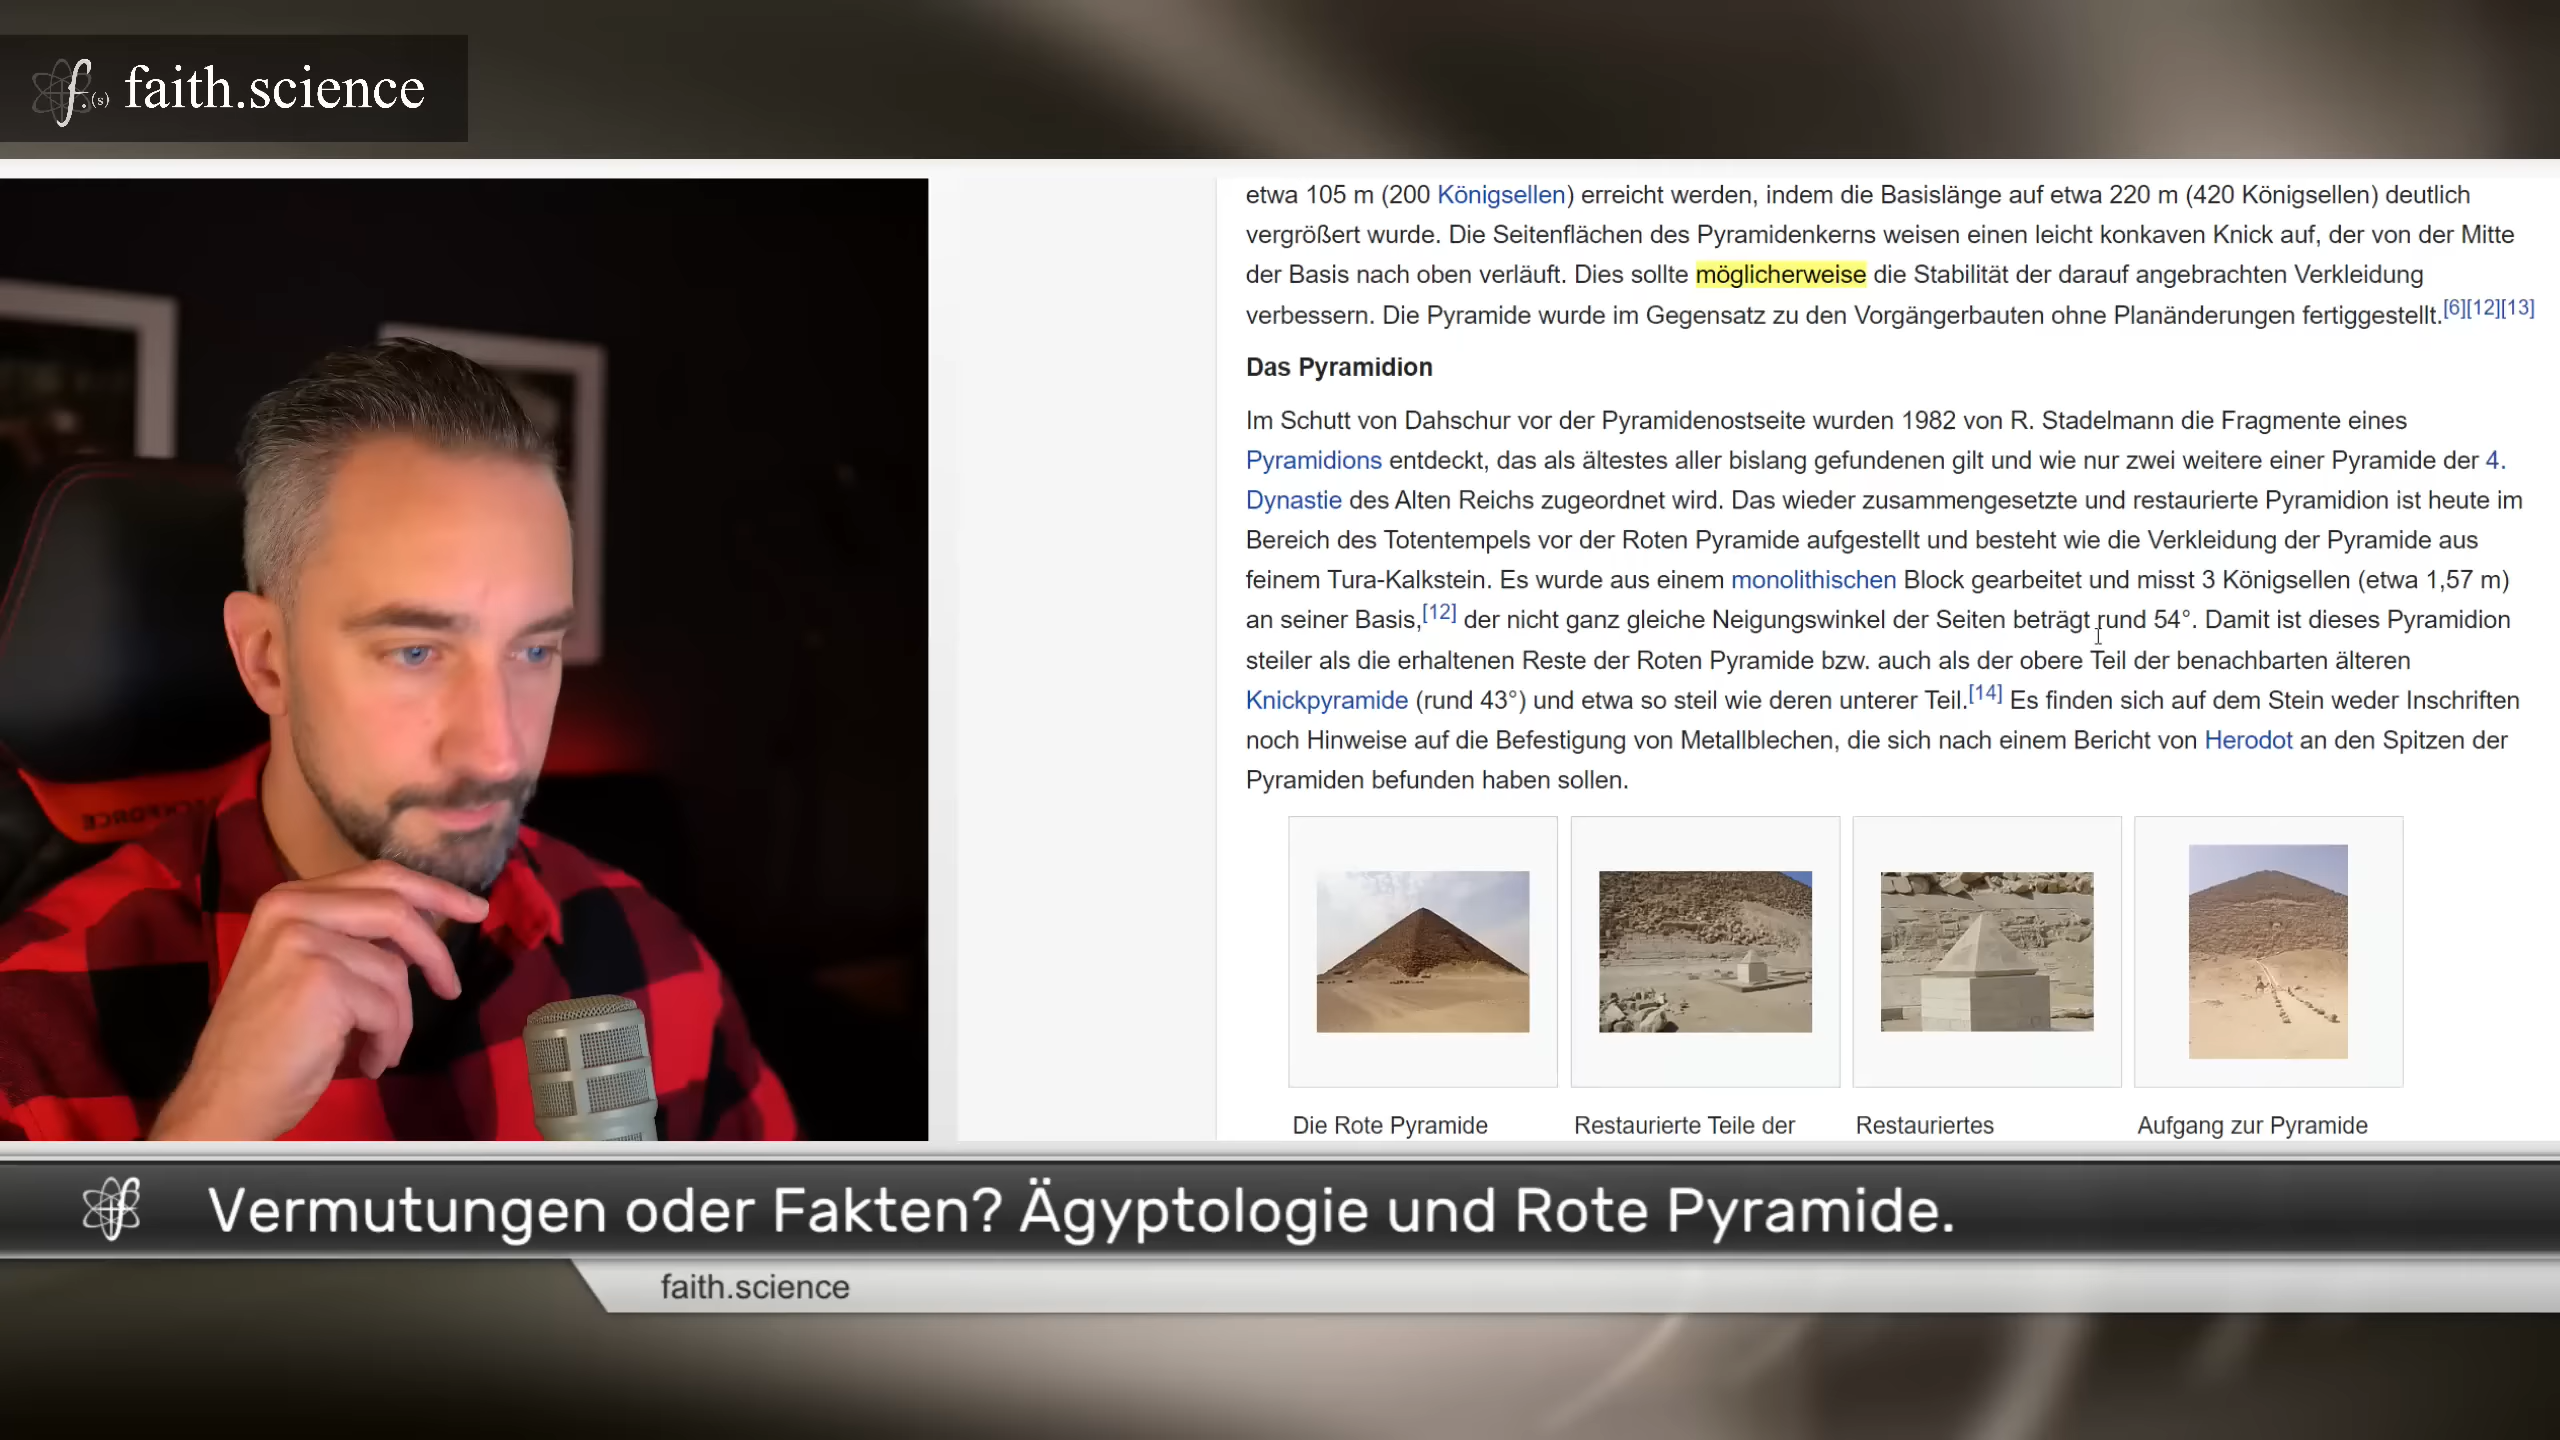 f.(s) faith.science
etwa 105 m (200 Königsellen) erreicht werden, indem die Basislänge auf etwa 220 m (420 Königsellen) deutlich
vergrößert wurde. Die Seitenflächen des Pyramidenkerns weisen einen leicht konkaven Knick auf, der von der Mitte
der Basis nach oben verläuft. Dies sollte möglicherweise die Stabilität der darauf angebrachten Verkleidung
verbessern. Die Pyramide wurde im Gegensatz zu den Vorgängerbauten ohne Planänderungen fertiggestellt.[6][12][13]
Das Pyramidion
Im Schutt von Dahschur vor der Pyramidenostseite wurden 1982 von R. Stadelmann die Fragmente eines
Pyramidions entdeckt, das als ältestes aller bislang gefundenen gilt und wie nur zwei weitere einer Pyramide der 4.
Dynastie des Alten Reichs zugeordnet wird. Das wieder zusammengesetzte und restaurierte Pyramidion ist heute im
Bereich des Totentempels vor der Roten Pyramide aufgestellt und besteht wie die Verkleidung der Pyramide aus
feinem Tura-Kalkstein. Es wurde aus einem monolithischen Block gearbeitet und misst 3 Königsellen (etwa 1,57 m)
an seiner Basis,[12] der nicht ganz gleiche Neigungswinkel der Seiten beträgt rund 54°. Damit ist dieses Pyramidion
steiler als die erhaltenen Reste der Roten Pyramide bzw. auch als der obere Teil der benachbarten älteren
Knickpyramide (rund 43°) und etwa so steil wie deren unterer Teil.[14] Es finden sich auf dem Stein weder Inschriften
noch Hinweise auf die Befestigung von Metallblechen, die sich nach einem Bericht von Herodot an den Spitzen der
Pyramiden befunden haben sollen.
Die Rote Pyramide
Restaurierte Teile der
Restauriertes
Aufgang zur Pyramide
Vermutungen oder Fakten? Ägyptologie und Rote Pyramide.
faith.science